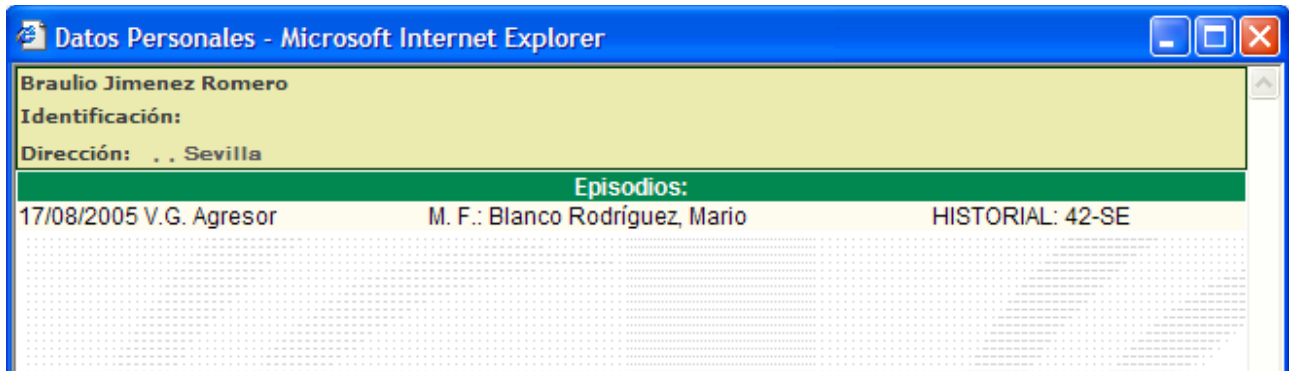 Datos Personales - Microsoft Internet Explorer
Braulio Jimenez Romero
Identificación:
Dirección: , , Sevilla
Episodios:
17/08/2005 V.G. Agresor M. F.: Blanco Rodríguez, Mario HISTORIAL: 42-SE